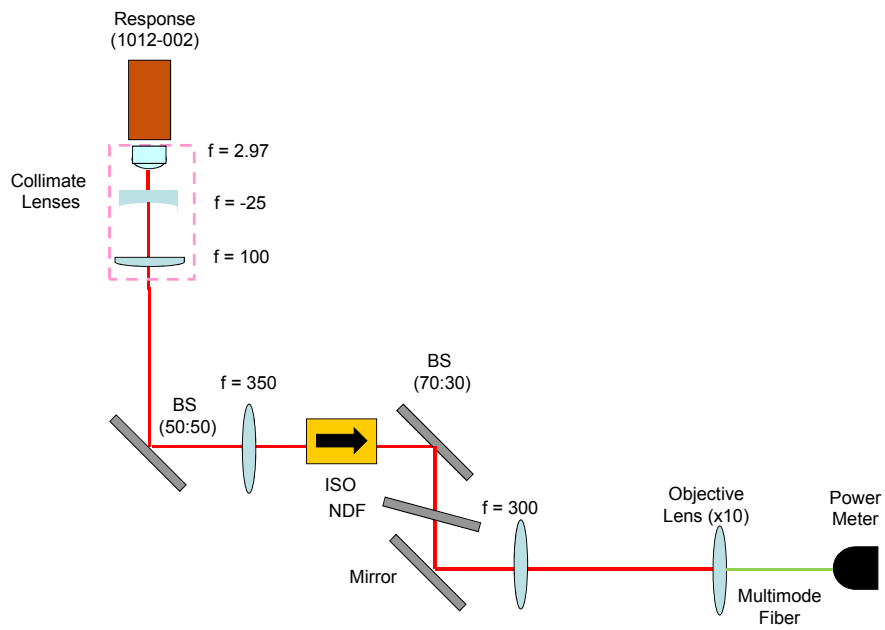 Response
(1012-002)
f = 2.97
Collimate
Lenses
f = -25
f = 100
BS
(50:50)
f = 350
BS
(70:30)
ISO
NDF
f = 300
Mirror
Objective
Lens (x10)
Power
Meter
Multimode
Fiber